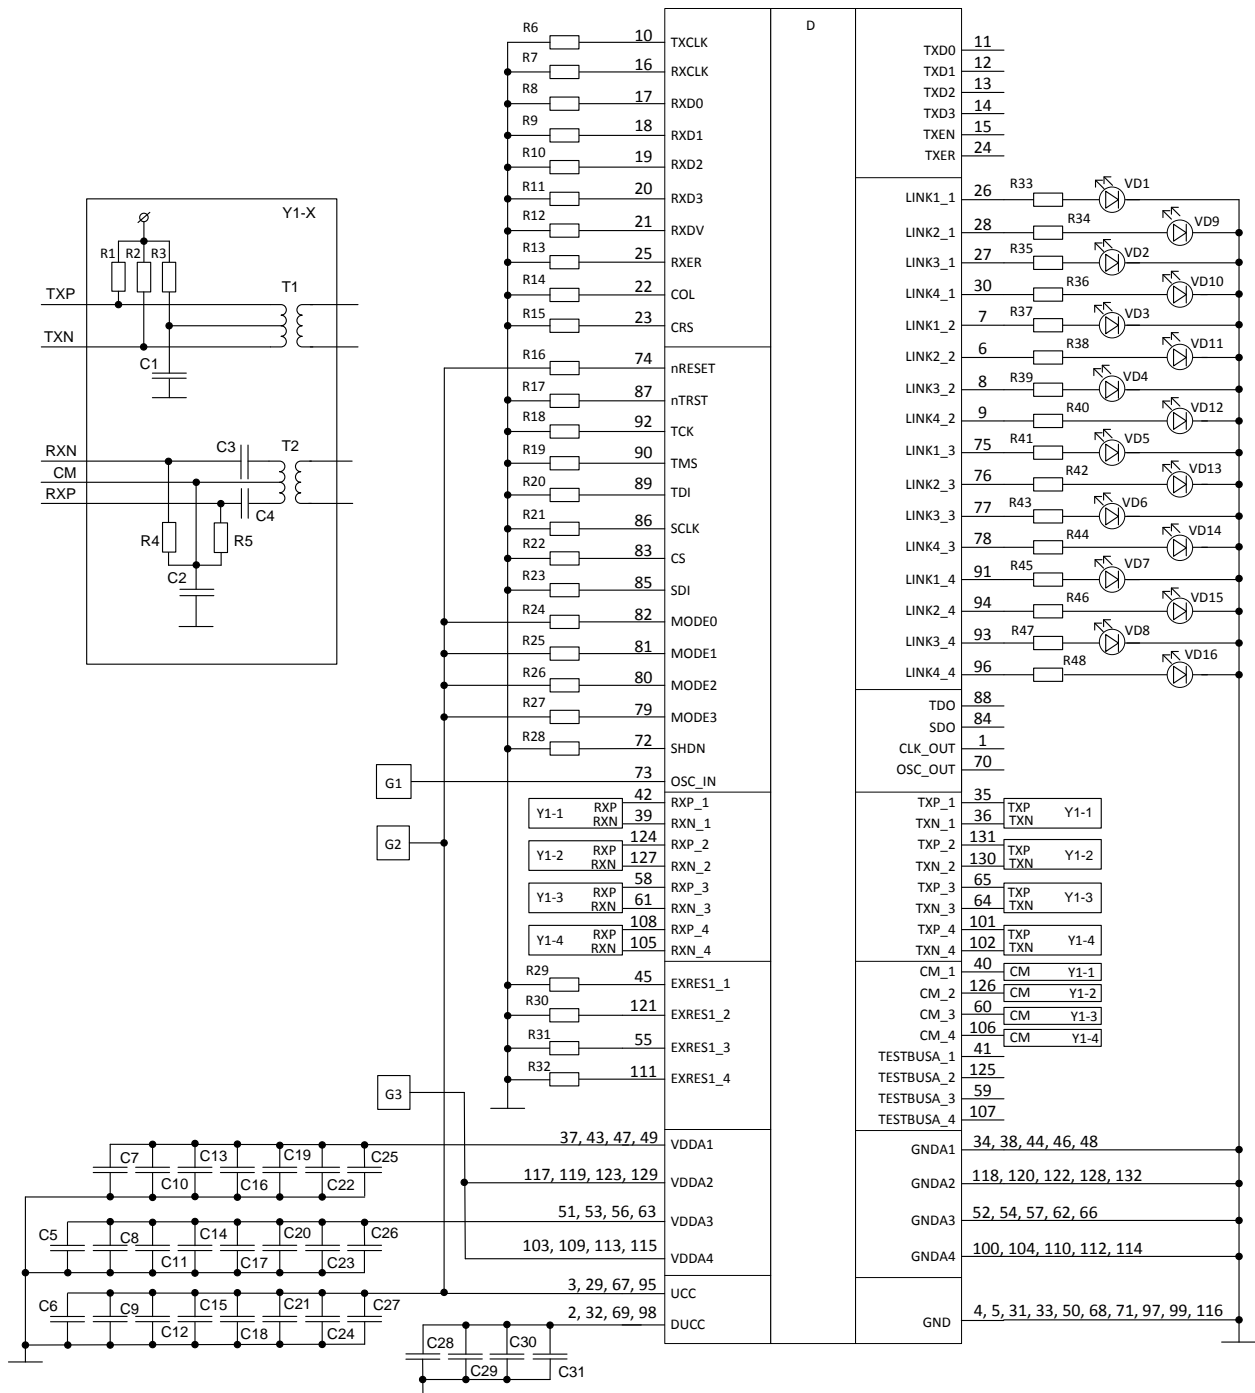 D
R6 10 TXCLK
R7 16 RXCLK
R8 17 RXD0
R9 18 RXD1
R10 19 RXD2
R11 20 RXD3
R12 21 RXDV
R13 25 RXER
R14 22 COL
R15 23 CRS
R16 74 nRESET
R17 87 nTRST
R18 92 TCK
R19 90 TMS
R20 89 TDI
R21 86 SCLK
R22 83 CS
R23 85 SDI
R24 82 MODE0
R25 81 MODE1
R26 80 MODE2
R27 79 MODE3
R28 72 SHDN
G1 73 OSC_IN
Y1-1 RXP 42 RXP_1
RXN 39 RXN_1
G2
Y1-2 RXP 124 RXP_2
RXN 127 RXN_2
Y1-3 RXP 58 RXP_3
RXN 61 RXN_3
Y1-4 RXP 108 RXP_4
RXN 105 RXN_4
R29 45 EXRES1_1
R30 121 EXRES1_2
R31 55 EXRES1_3
R32 111 EXRES1_4
G3
37, 43, 47, 49 VDDA1
117, 119, 123, 129 VDDA2
51, 53, 56, 63 VDDA3
103, 109, 113, 115 VDDA4
3, 29, 67, 95 UCC
2, 32, 69, 98 DUCC
C7 C13 C19 C25
C10 C16 C22
C5 C8 C14 C20 C26
C11 C17 C23
C6 C9 C15 C21 C27
C12 C18 C24
C28 C30
C29 C31
Y1-X
R1 R2 R3
TXP T1
TXN
C1
RXN C3 T2
CM
RXP C4
R4 R5
C2
TXD0 11
TXD1 12
TXD2 13
TXD3 14
TXEN 15
TXER 24
LINK1_1 26 R33 VD1
LINK2_1 28 R34 VD9
LINK3_1 27 R35 VD2
LINK4_1 30 R36 VD10
LINK1_2 7 R37 VD3
LINK2_2 6 R38 VD11
LINK3_2 8 R39 VD4
LINK4_2 9 R40 VD12
LINK1_3 75 R41 VD5
LINK2_3 76 R42 VD13
LINK3_3 77 R43 VD6
LINK4_3 78 R44 VD14
LINK1_4 91 R45 VD7
LINK2_4 94 R46 VD15
LINK3_4 93 R47 VD8
LINK4_4 96 R48 VD16
TDO 88
SDO 84
CLK_OUT 1
OSC_OUT 70
TXP_1 35 TXP Y1-1
TXN_1 36 TXN
TXP_2 131 TXP Y1-2
TXN_2 130 TXN
TXP_3 65 TXP Y1-3
TXN_3 64 TXN
TXP_4 101 TXP Y1-4
TXN_4 102 TXN
CM_1 40 CM Y1-1
CM_2 126 CM Y1-2
CM_3 60 CM Y1-3
CM_4 106 CM Y1-4
TESTBUSA_1 41
TESTBUSA_2 125
TESTBUSA_3 59
TESTBUSA_4 107
GNDA1 34, 38, 44, 46, 48
GNDA2 118, 120, 122, 128, 132
GNDA3 52, 54, 57, 62, 66
GNDA4 100, 104, 110, 112, 114
GND 4, 5, 31, 33, 50, 68, 71, 97, 99, 116